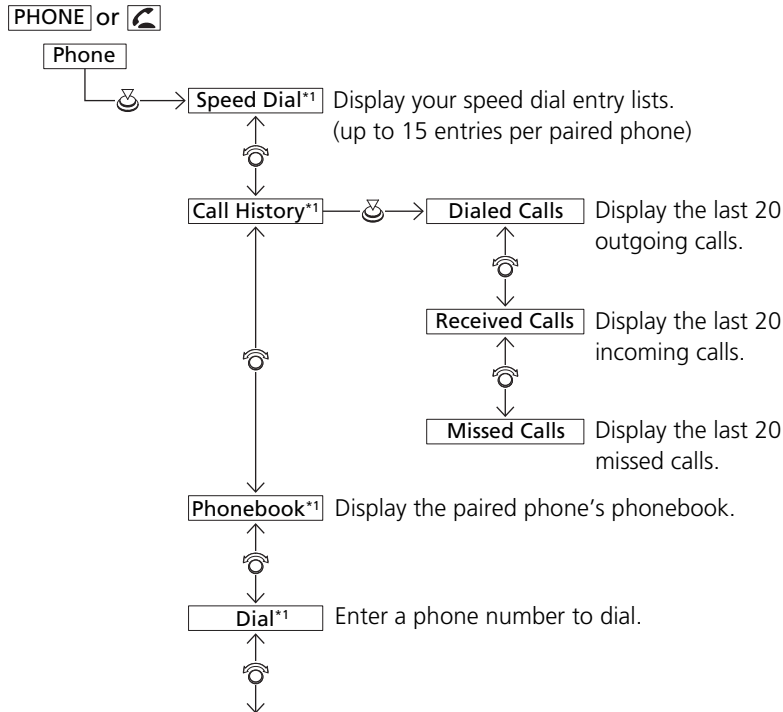 PHONE or
Phone
Speed Dial*1 Display your speed dial entry lists.
(up to 15 entries per paired phone)
Call History*1 Dialed Calls Display the last 20
outgoing calls.
Received Calls Display the last 20
incoming calls.
Missed Calls Display the last 20
missed calls.
Phonebook*1 Display the paired phone’s phonebook.
Dial*1 Enter a phone number to dial.